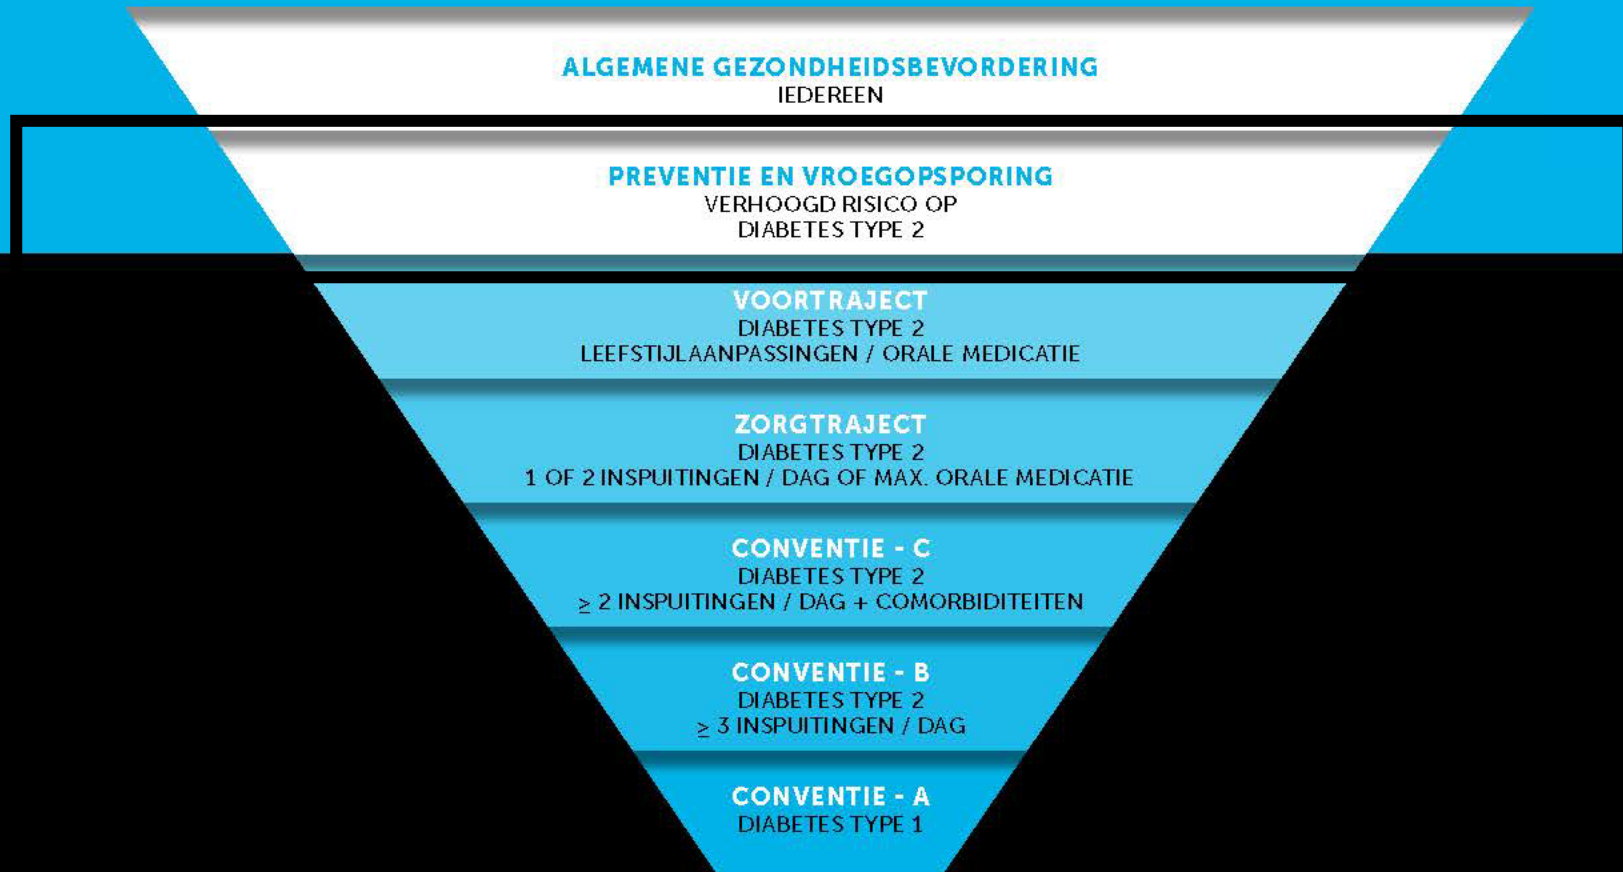 ALGEMENE GEZONDHEIDSBEVORDERING
IEDEREEN
PREVENTIE EN VROEGOPSPORING
VERHOOGD RISICO OP
DIABETES TYPE 2
VOORTRAJECT
DIABETES TYPE 2
LEEFSTIJLAANPASSINGEN / ORALE MEDICATIE
ZORGTRAJECT
DIABETES TYPE 2
1 OF 2 INSPUITINGEN / DAG OF MAX. ORALE MEDICATIE
CONVENTIE - C
DIABETES TYPE 2
≥ 2 INSPUITINGEN / DAG + COMORBIDITEITEN
CONVENTIE - B
DIABETES TYPE 2
≥ 3 INSPUITINGEN / DAG
CONVENTIE - A
DIABETES TYPE 1